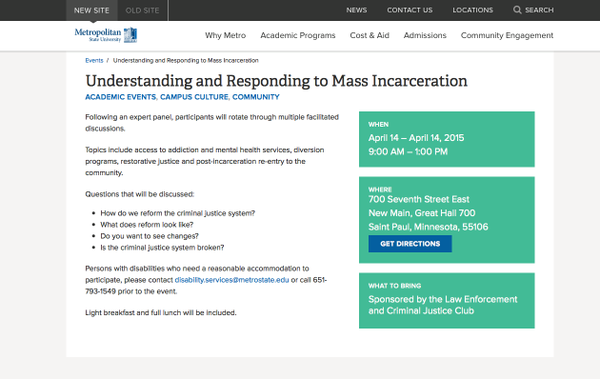 NEW SITE OLD SITE NEWS CONTACT US LOCATIONS SEARCH
Metropolitan
State University
Why Metro Academic Programs Cost & Aid Admissions Community Engagement
Events / Understanding and Responding to Mass Incarceration
Understanding and Responding to Mass Incarceration
ACADEMIC EVENTS, CAMPUS CULTURE, COMMUNITY
Following an expert panel, participants will rotate through multiple facilitated
discussions.
Topics include access to addiction and mental health services, diversion
programs, restorative justice and post-incarceration re-entry to the
community.
Questions that will be discussed:
• How do we reform the criminal justice system?
• What does reform look like?
• Do you want to see changes?
• Is the criminal justice system broken?
Persons with disabilities who need a reasonable accommodation to
participate, please contact disability.services@metrostate.edu or call 651-
793-1549 prior to the event.
Light breakfast and full lunch will be included.
WHEN
April 14 – April 14, 2015
9:00 AM – 1:00 PM
WHERE
700 Seventh Street East
New Main, Great Hall 700
Saint Paul, Minnesota, 55106
GET DIRECTIONS
WHAT TO BRING
Sponsored by the Law Enforcement
and Criminal Justice Club